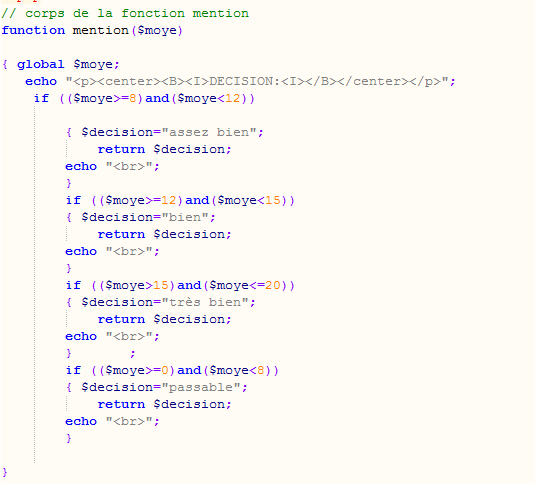 // corps de la fonction mention
function mention($moye)
{ global $moye;
echo "<p><center><B><I>DECISION:<I></B></center></p>";
if (($moye>=8)and($moye<12))
{ $decision="assez bien";
return $decision;
echo "<br>";
}
if (($moye>=12)and($moye<15))
{ $decision="bien";
return $decision;
echo "<br>";
}
if (($moye>15)and($moye<=20))
{ $decision="très bien";
return $decision;
echo "<br>";
} ;
if (($moye>=0)and($moye<8))
{ $decision="passable";
return $decision;
echo "<br>";
}
}